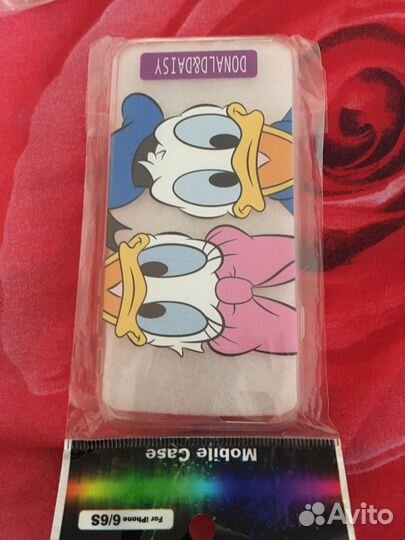 DONALD&DAISY
Mobile Case
For iPhone 6/6S
Avito